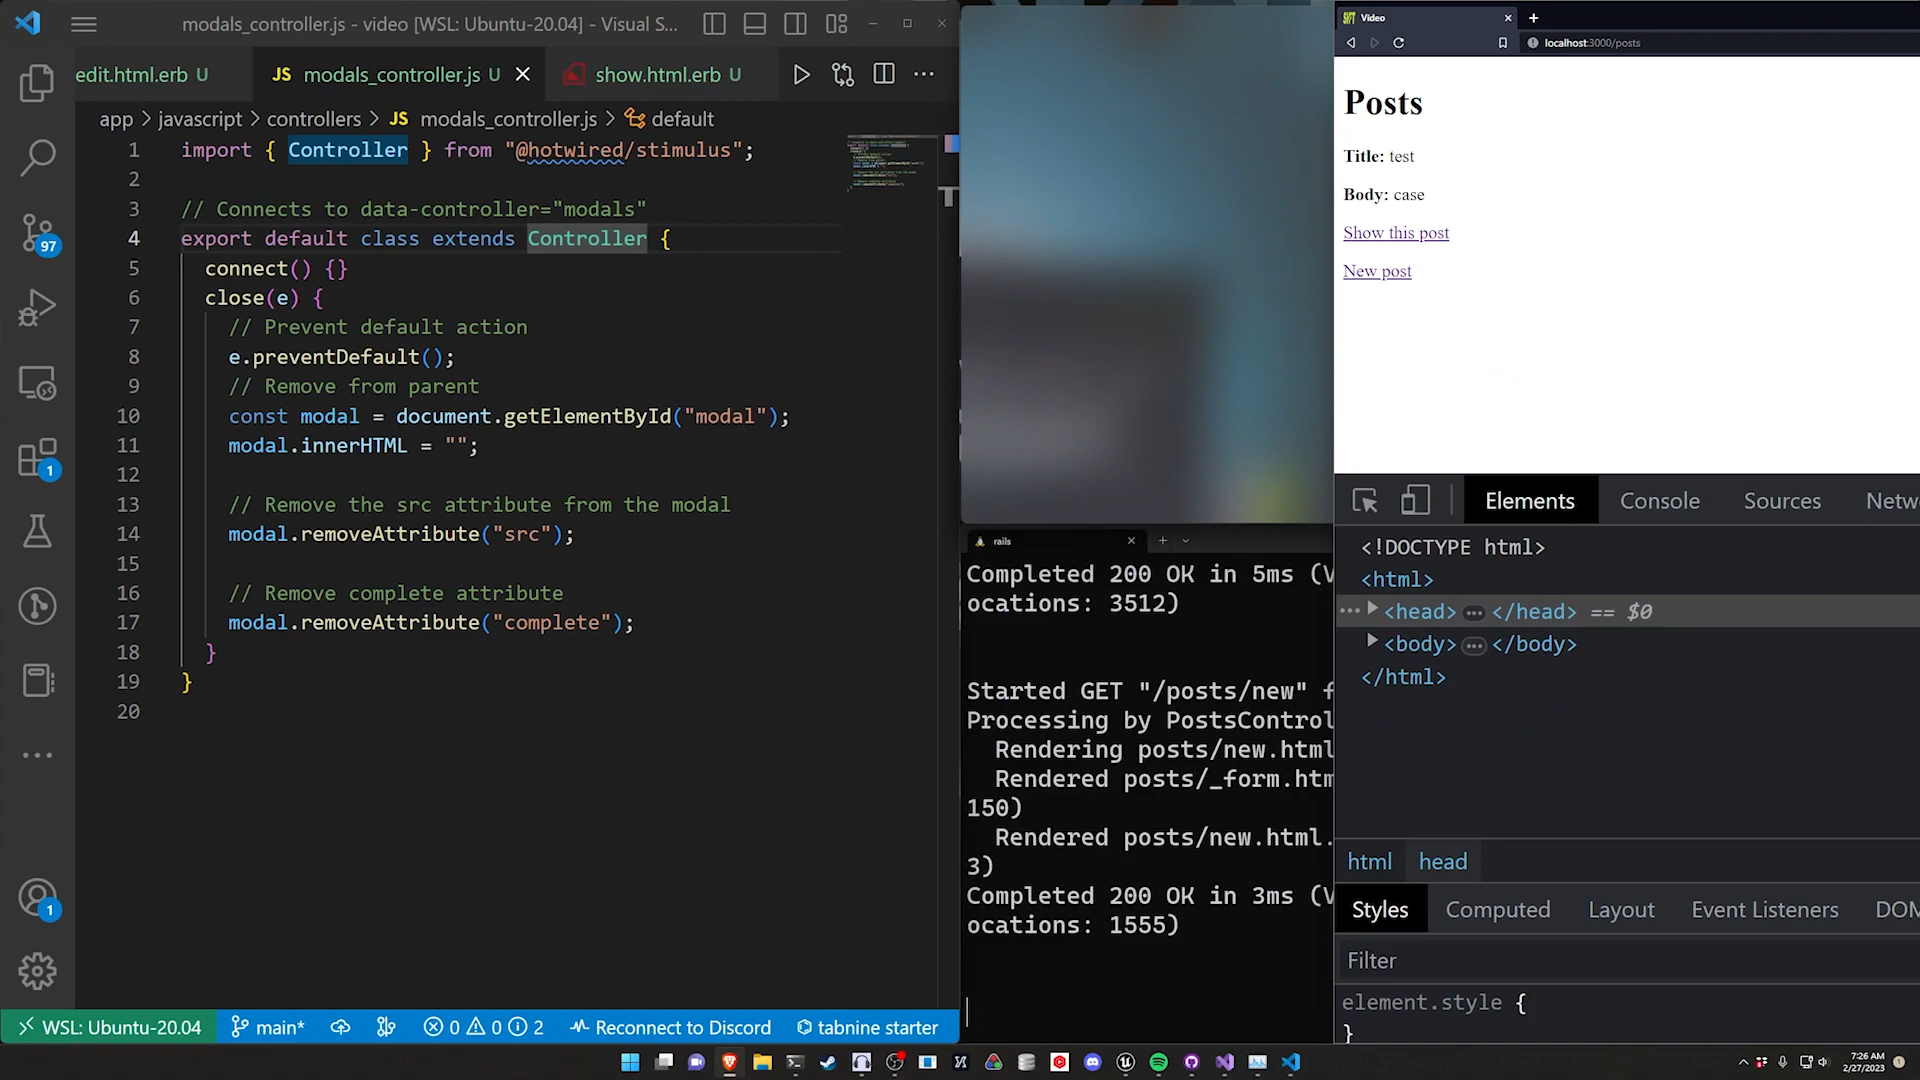 modals_controller.js - video [WSL: Ubuntu-20.04] - Visual S...
edit.html.erb U
JS modals_controller.js U
show.html.erb U
app > javascript > controllers > JS modals_controller.js > default
1 import { Controller } from "@hotwired/stimulus";
2
3 // Connects to data-controller="modals"
4 export default class extends Controller {
5 connect() {}
6 close(e) {
7 // Prevent default action
8 e.preventDefault();
9 // Remove from parent
10 const modal = document.getElementById("modal");
11 modal.innerHTML = "";
12
13 // Remove the src attribute from the modal
14 modal.removeAttribute("src");
15
16 // Remove complete attribute
17 modal.removeAttribute("complete");
18 }
19 }
20
97
1
1
WSL: Ubuntu-20.04
main*
0 0 2
Reconnect to Discord
tabnine starter
rails
Completed 200 OK in 5ms (V
ocations: 3512)
Started GET "/posts/new" f
Processing by PostsControl
Rendering posts/new.html
Rendered posts/_form.htm
150)
Rendered posts/new.html.
3)
Completed 200 OK in 3ms (V
ocations: 1555)
Video
localhost:3000/posts
Posts
Title: test
Body: case
Show this post
New post
Elements
Console
Sources
Netw
<!DOCTYPE html>
<html>
<head> … </head> == $0
<body> … </body>
</html>
html
head
Styles
Computed
Layout
Event Listeners
DOM
Filter
element.style {
}
7:26 AM
2/27/2023